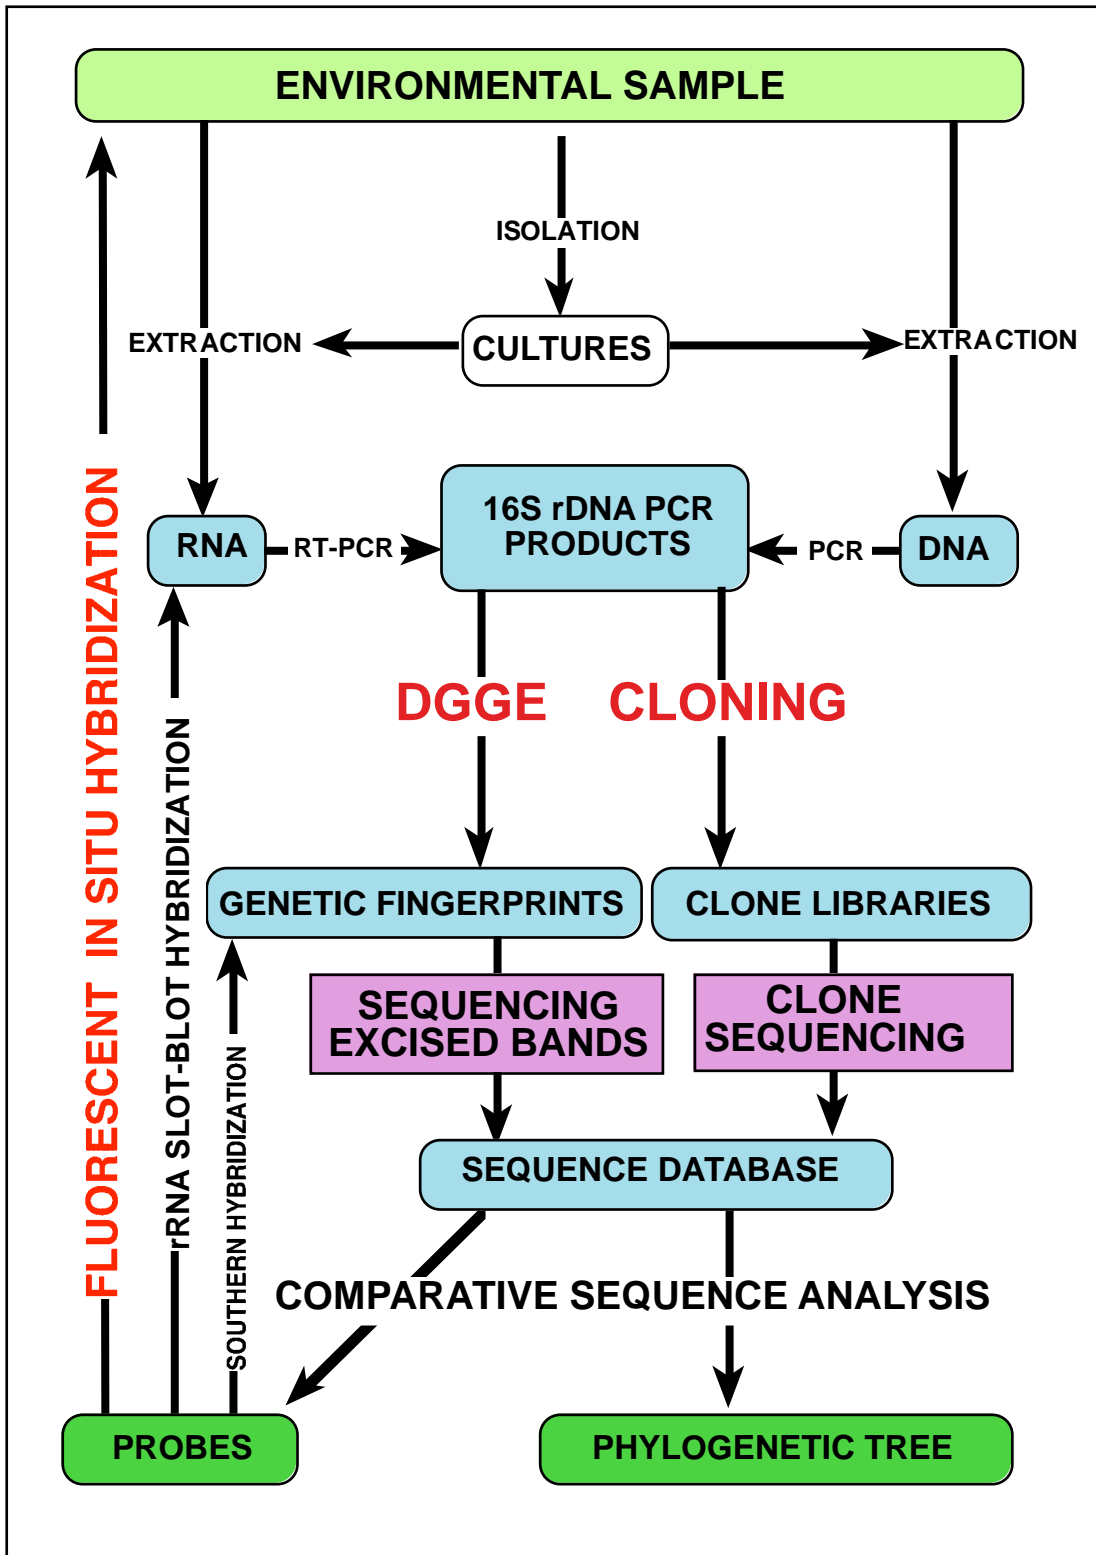 ENVIRONMENTAL SAMPLE
ISOLATION
EXTRACTION
CULTURES
EXTRACTION
RNA
RT-PCR
16S rDNA PCR
PRODUCTS
PCR
DNA
DGGE
CLONING
GENETIC FINGERPRINTS
CLONE LIBRARIES
SEQUENCING
EXCISED BANDS
CLONE
SEQUENCING
SEQUENCE DATABASE
COMPARATIVE SEQUENCE ANALYSIS
FLUORESCENT IN SITU HYBRIDIZATION
rRNA SLOT-BLOT HYBRIDIZATION
SOUTHERN HYBRIDIZATION
PROBES
PHYLOGENETIC TREE